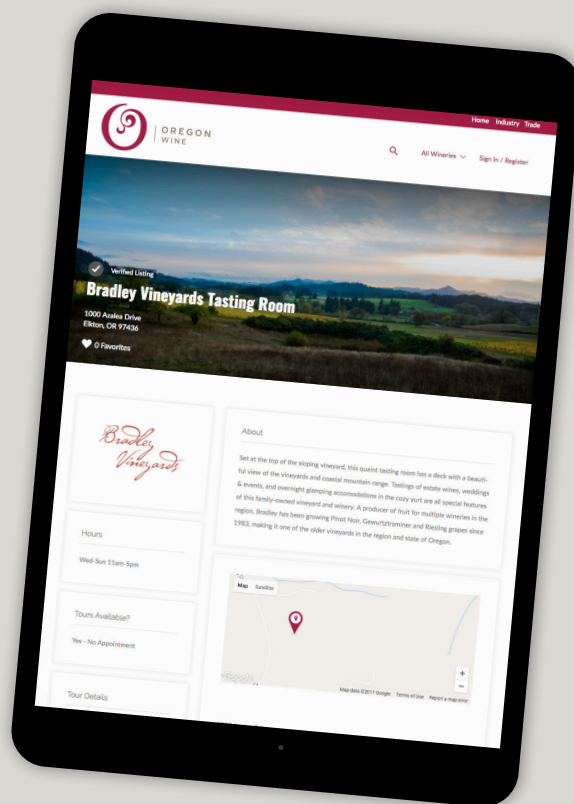 Home Industry Trade
OREGON
WINE
All Wineries
Sign In / Register
Verified Listing
Bradley Vineyards Tasting Room
1000 Azalea Drive
Elkton, OR 97436
0 Favorites
Bradley
Vineyards
Hours
Wed-Sun 11am-5pm
Tours Available?
Yes - No Appointment
Tour Details
About
Set at the top of the sloping vineyard, this quaint tasting room has a deck with a beauti-
ful view of the vineyards and coastal mountain range. Tastings of estate wines, weddings
& events, and overnight glamping accomodations in the cozy yurt are all special features
of this family-owned vineyard and winery. A producer of fruit for multiple wineries in the
region, Bradley has been growing Pinot Noir, Gewurtztraminer and Riesling grapes since
1983, making it one of the older vineyards in the region and state of Oregon.
Map Satellite
+
−
Google
Map data ©2017 Google Terms of Use Report a map error